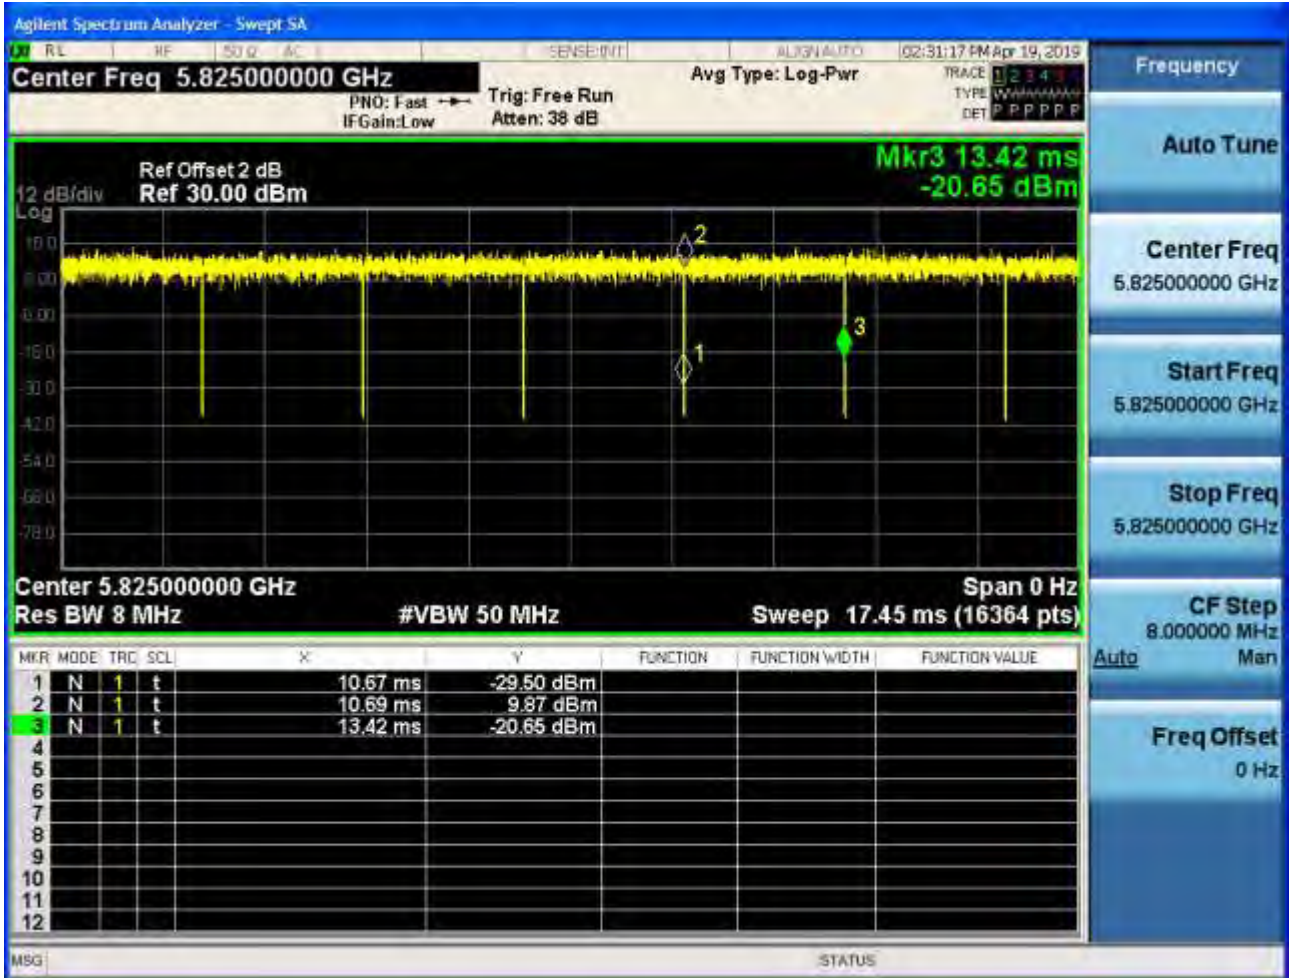 Agilent Spectrum Analyzer - Swept SA
LXI RL RF 50 Ω AC SENSE:INT ALIGN AUTO 02:31:17 PM Apr 19, 2019
Center Freq 5.825000000 GHz
Avg Type: Log-Pwr
TRACE 1 2 3 4
TYPE
DET P P P P P P
PNO: Fast
IFGain:Low
Trig: Free Run
Atten: 38 dB
Mkr3 13.42 ms
-20.65 dBm
Ref Offset 2 dB
12 dB/div Ref 30.00 dBm
Log
18.0
6.00
-18.0
-30.0
-42.0
-54.0
-66.0
-78.0
2
3
1
Center 5.825000000 GHz Span 0 Hz
Res BW 8 MHz #VBW 50 MHz Sweep 17.45 ms (16364 pts)
MKR MODE TRC SCL X Y FUNCTION FUNCTION WIDTH FUNCTION VALUE
1 N 1 t 10.67 ms -29.50 dBm
2 N 1 t 10.69 ms 9.87 dBm
3 N 1 t 13.42 ms -20.65 dBm
4
5
6
7
8
9
10
11
12
MSG STATUS
Frequency
Auto Tune
Center Freq
5.825000000 GHz
Start Freq
5.825000000 GHz
Stop Freq
5.825000000 GHz
CF Step
8.000000 MHz
Auto Man
Freq Offset
0 Hz